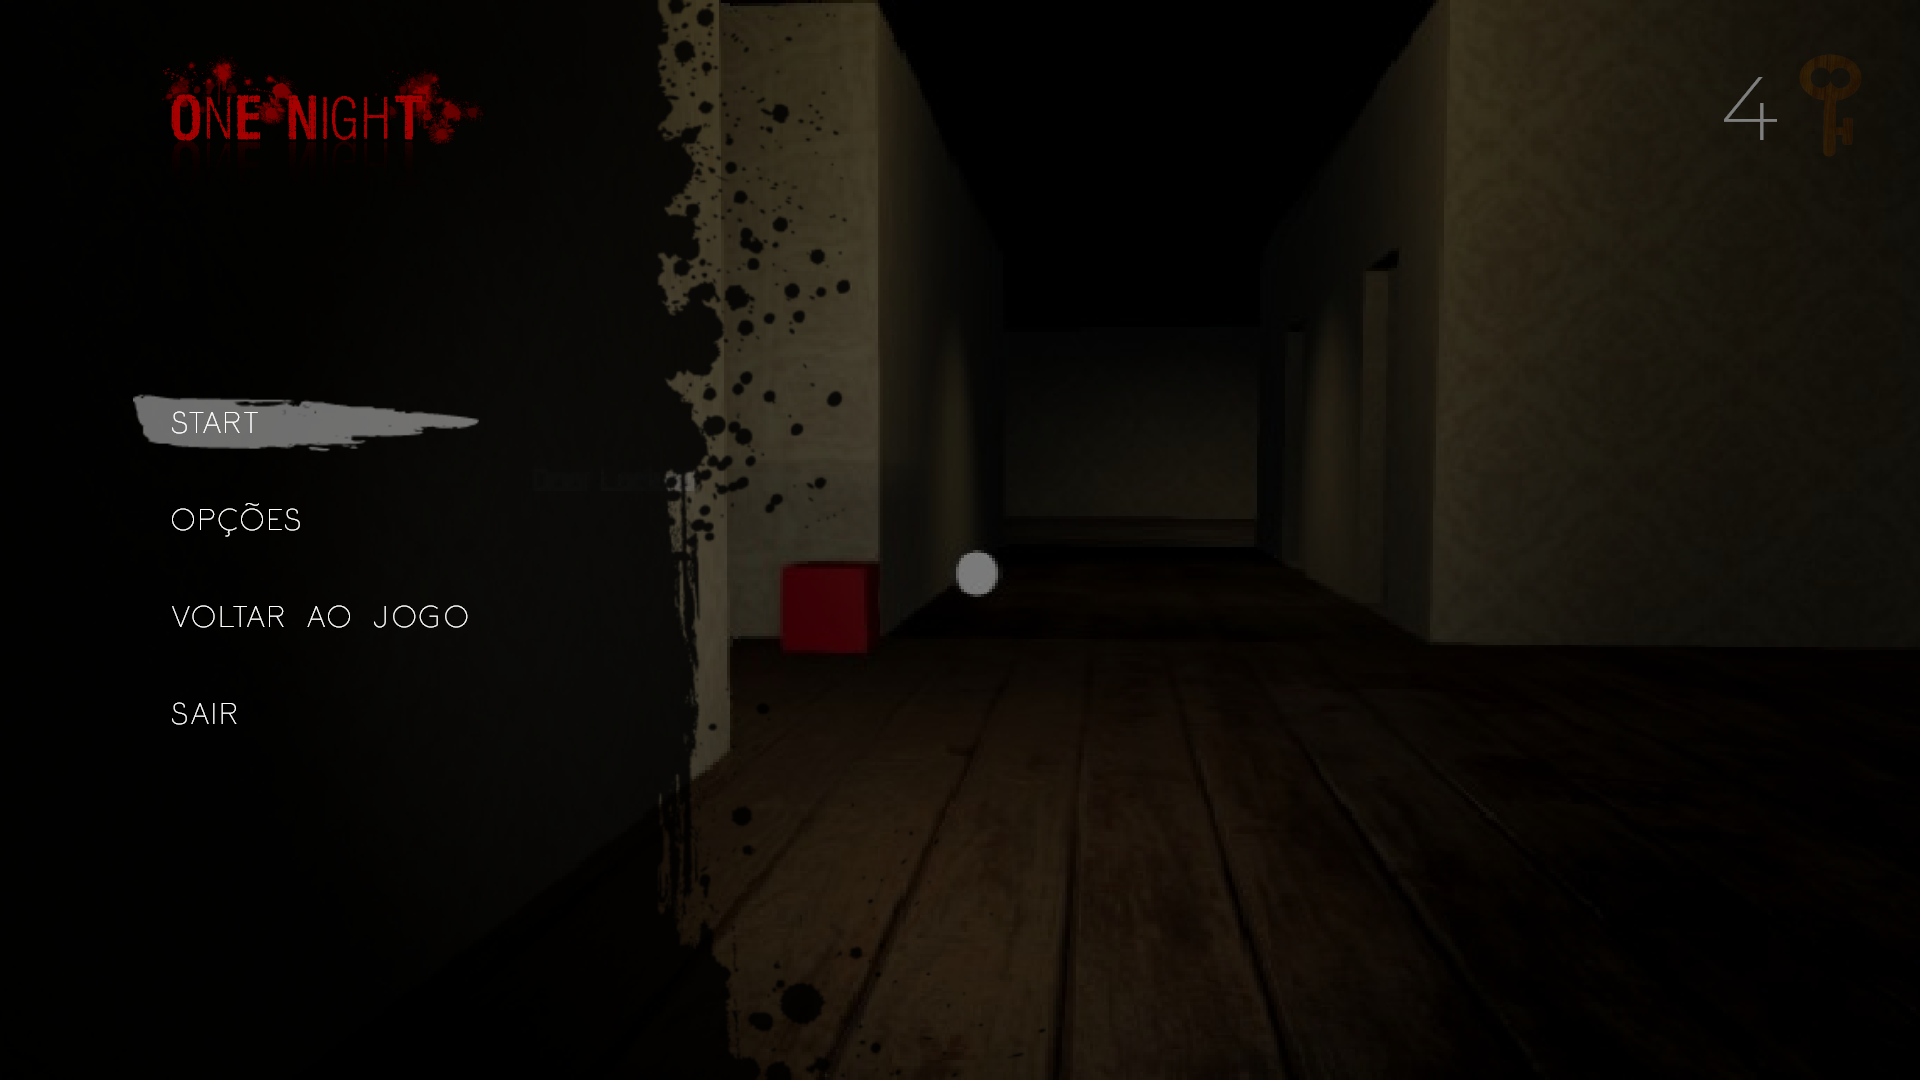 ONE NIGHT
4
START
OPÇÕES
VOLTAR AO JOGO
SAIR